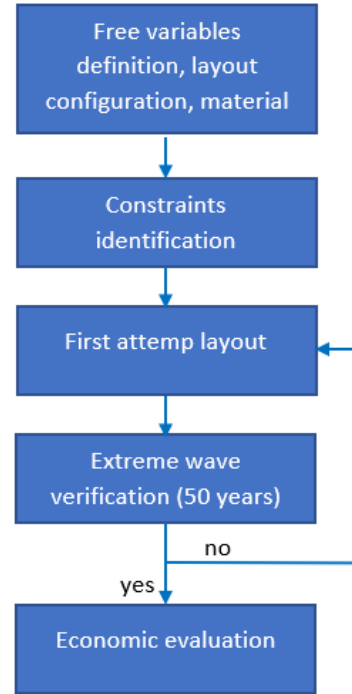 Free variables
definition, layout
configuration, material
Constraints
identification
First attemp layout
Extreme wave
verification (50 years)
no
yes
Economic evaluation